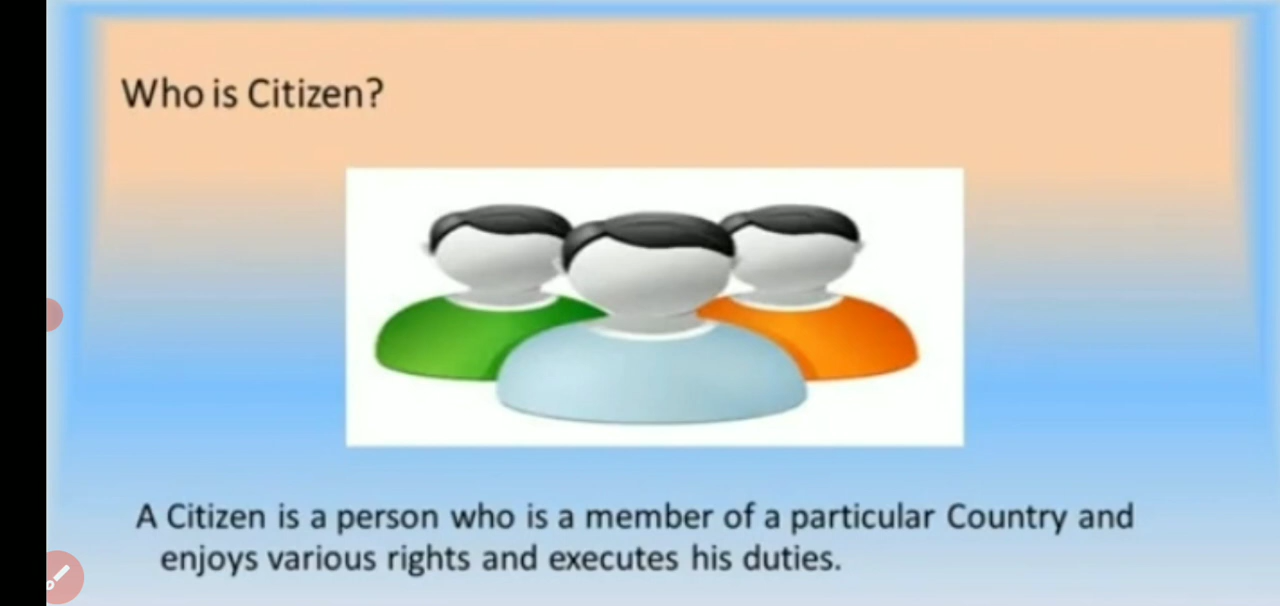 Who is Citizen?
A Citizen is a person who is a member of a particular Country and
enjoys various rights and executes his duties.